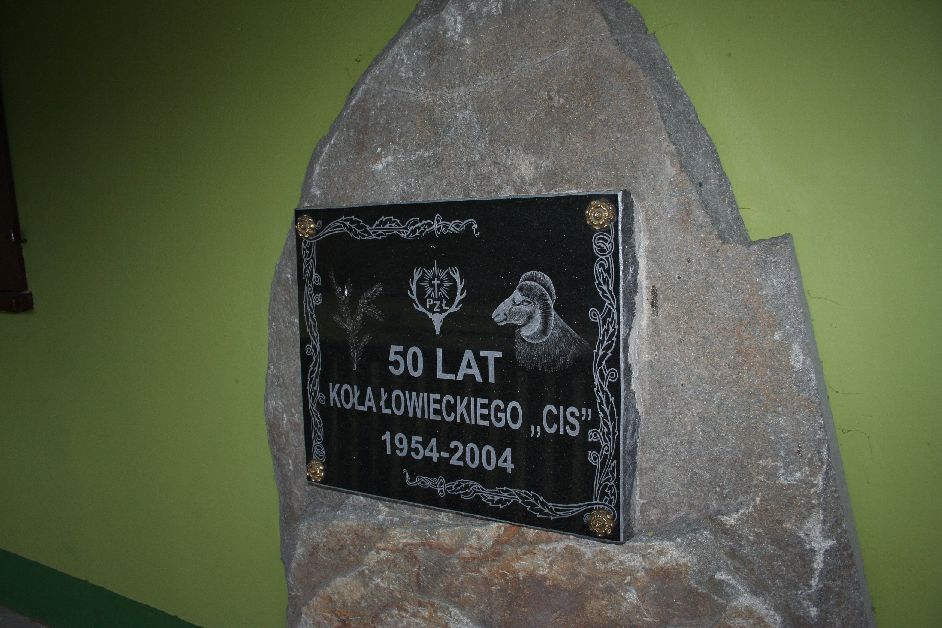 PZŁ
50 LAT
KOŁA ŁOWIECKIEGO „CIS”
1954-2004